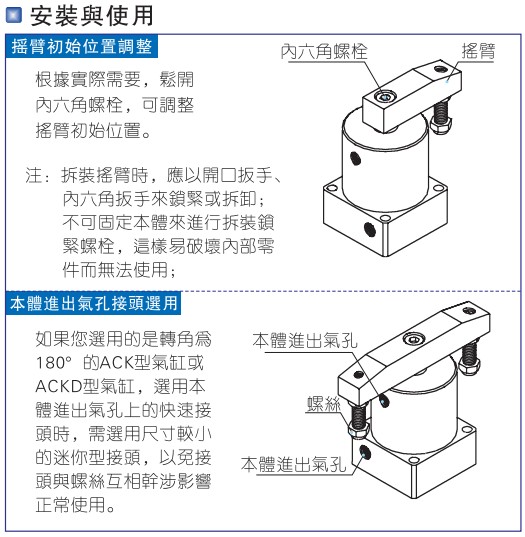 安裝與使用
搖臂初始位置調整
根據實際需要，鬆開
內六角螺栓，可調整
搖臂初始位置。
注：拆裝搖臂時，應以開口扳手、
內六角扳手來鎖緊或拆卸；
不可固定本體來進行拆裝鎖
緊螺栓，這樣易破壞內部零
件而無法使用；
內六角螺栓
搖臂
本體進出氣孔接頭選用
如果您選用的是轉角爲
180° 的ACK型氣缸或
ACKD型氣缸，選用本
體進出氣孔上的快速接
頭時，需選用尺寸較小
的迷你型接頭，以免接
頭與螺絲互相幹涉影響
正常使用。
本體進出氣孔
螺絲
本體進出氣孔